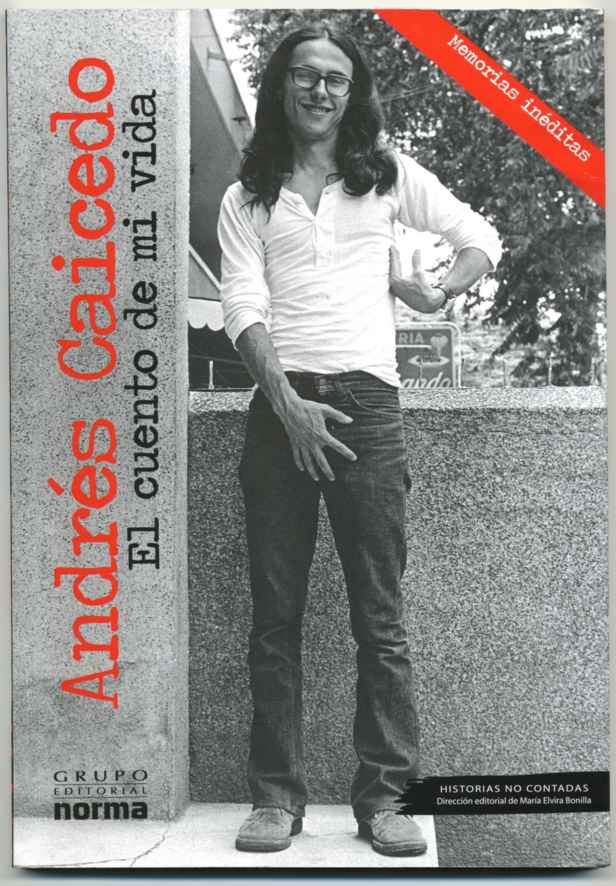 Andrés Caicedo
El cuento de mi vida
Memorias inéditas
RIA
GRUPO
EDITORIAL
norma
HISTORIAS NO CONTADAS
Dirección editorial de María Elvira Bonilla